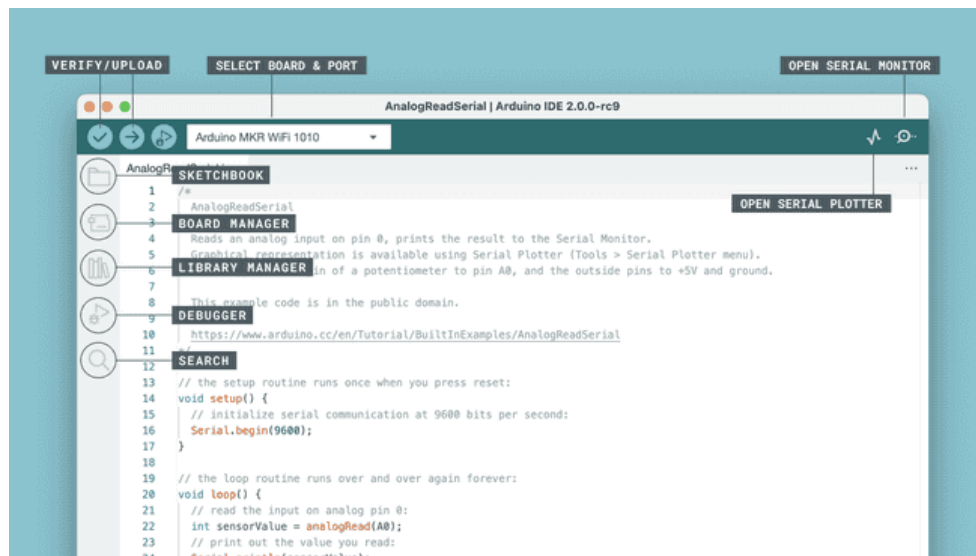 VERIFY/UPLOAD
SELECT BOARD & PORT
OPEN SERIAL MONITOR
AnalogReadSerial | Arduino IDE 2.0.0-rc9
Arduino MKR WiFi 1010
AnalogR
...
SKETCHBOOK
OPEN SERIAL PLOTTER
1 /*
2 AnalogReadSerial
BOARD MANAGER
3
4 Reads an analog input on pin 0, prints the result to the Serial Monitor.
5 Graphical representation is available using Serial Plotter (Tools > Serial Plotter menu).
LIBRARY MANAGER
6 in of a potentiometer to pin A0, and the outside pins to +5V and ground.
7
8 This example code is in the public domain.
DEBUGGER
9
10 https://www.arduino.cc/en/Tutorial/BuiltInExamples/AnalogReadSerial
11 */
SEARCH
12
13 // the setup routine runs once when you press reset:
14 void setup() {
15 // initialize serial communication at 9600 bits per second:
16 Serial.begin(9600);
17 }
18
19 // the loop routine runs over and over again forever:
20 void loop() {
21 // read the input on analog pin 0:
22 int sensorValue = analogRead(A0);
23 // print out the value you read: